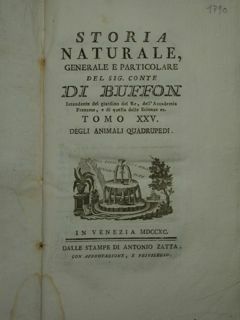 1790
STORIA
NATURALE,
GENERALE E PARTICOLARE
DEL SIG. CONTE
DI BUFFON
Intendente del giardino del Re, dell'Accademia
Franzese, e di quella delle Scienze ec.
TOMO XXV.
DEGLI ANIMALI QUADRUPEDI.
IN VENEZIA MDCCXC.
DALLE STAMPE DI ANTONIO ZATTA.
CON APPROVAZIONE, E PRIVILEGIO.